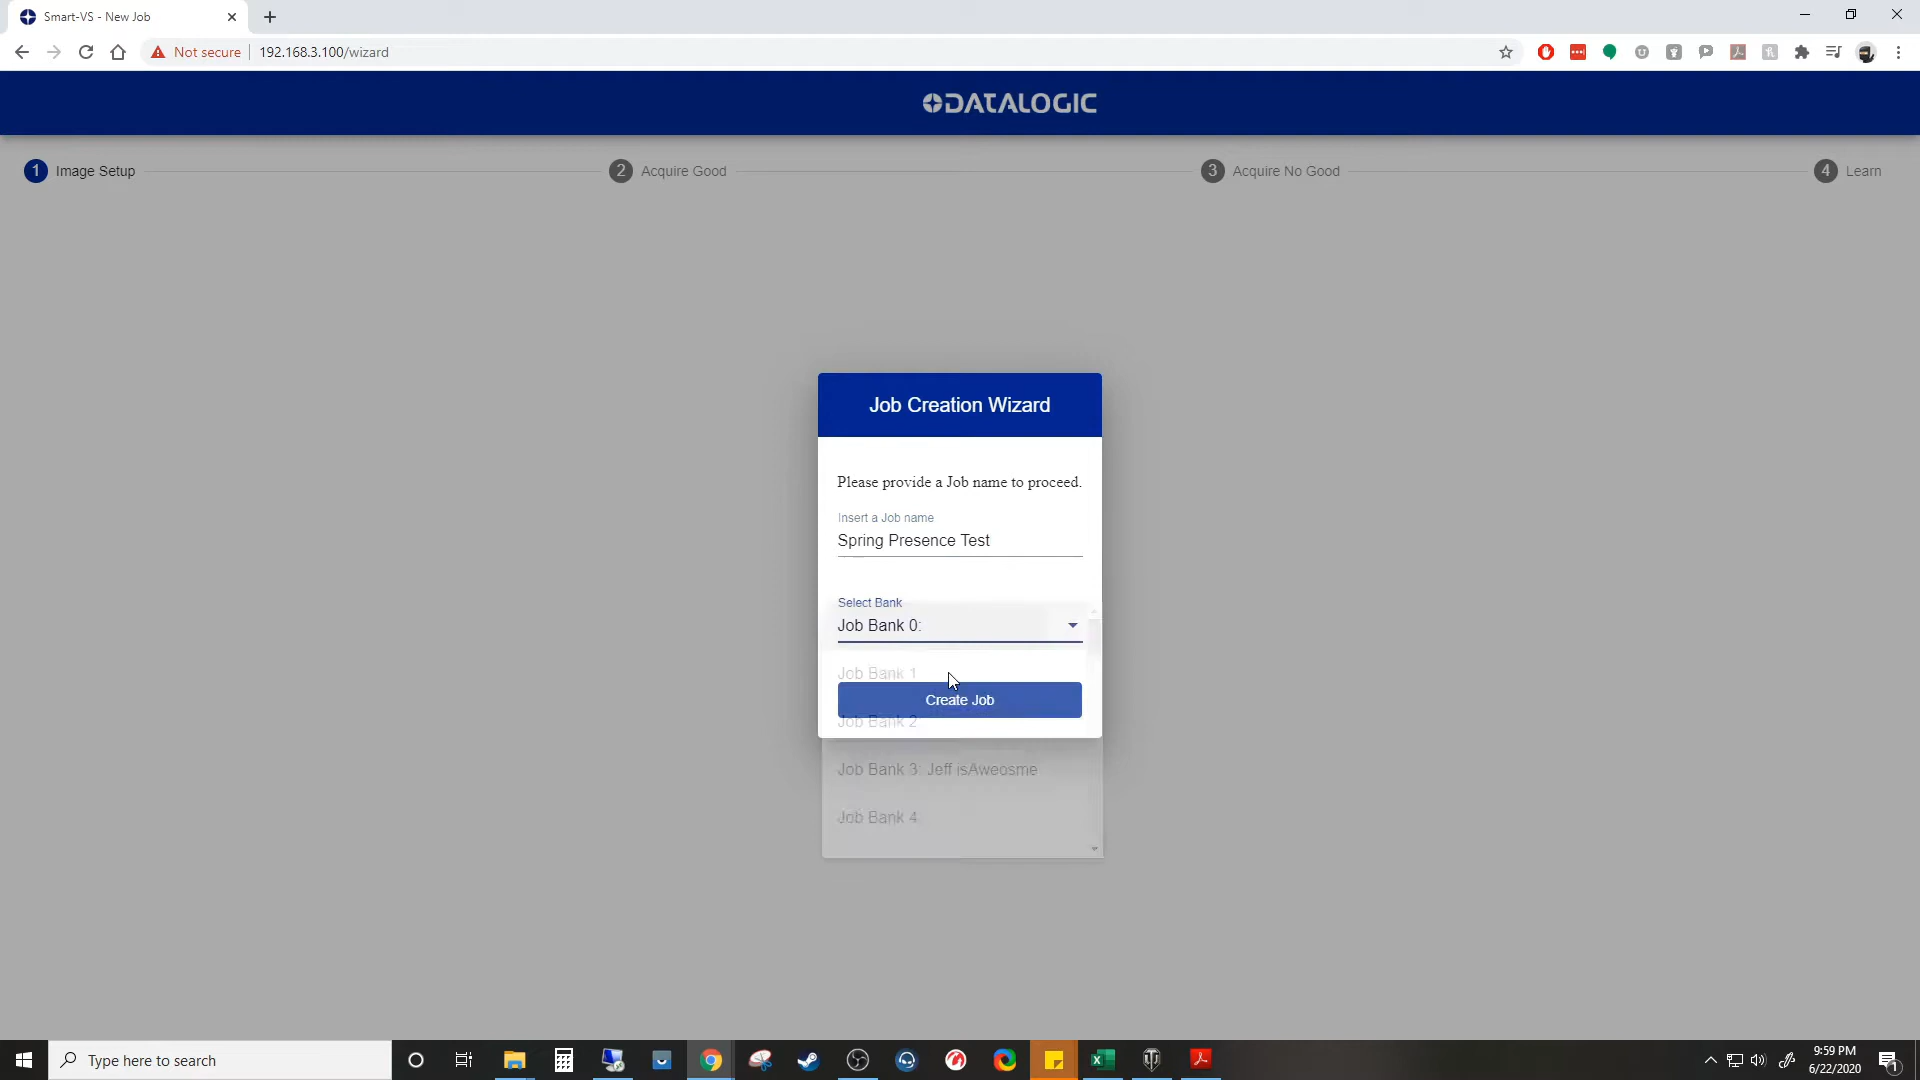 Smart-VS - New Job
Not secure
192.168.3.100/wizard
DATALOGIC
1 Image Setup
2 Acquire Good
3 Acquire No Good
4 Learn
Job Creation Wizard
Please provide a Job name to proceed.
Insert a Job name
Spring Presence Test
Select Bank
Job Bank 0:
Job Bank 1
Create Job
Job Bank 2
Job Bank 3: Jeff isAweosme
Job Bank 4
Type here to search
9:59 PM
6/22/2020
1